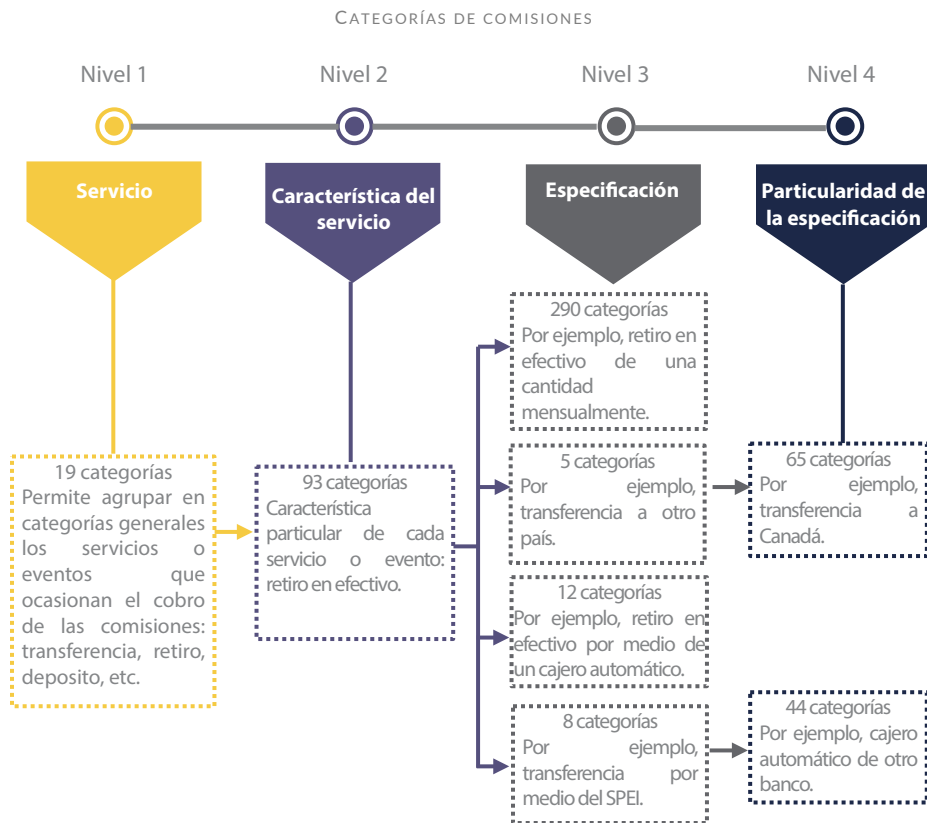 CATEGORÍAS DE COMISIONES
Nivel 1
Nivel 2
Nivel 3
Nivel 4
Servicio
Característica del
servicio
Especificación
Particularidad de
la especificación
19 categorías
Permite agrupar en
categorías generales
los servicios o
eventos que
ocasionan el cobro
de las comisiones:
transferencia, retiro,
deposito, etc.
93 categorías
Característica
particular de cada
servicio o evento:
retiro en efectivo.
290 categorías
Por ejemplo, retiro en
efectivo de una
cantidad
mensualmente.
5 categorías
Por ejemplo,
transferencia a otro
país.
12 categorías
Por ejemplo, retiro en
efectivo por medio de
un cajero automático.
8 categorías
Por ejemplo,
transferencia por
medio del SPEI.
65 categorías
Por ejemplo,
transferencia a
Canadá.
44 categorías
Por ejemplo, cajero
automático de otro
banco.